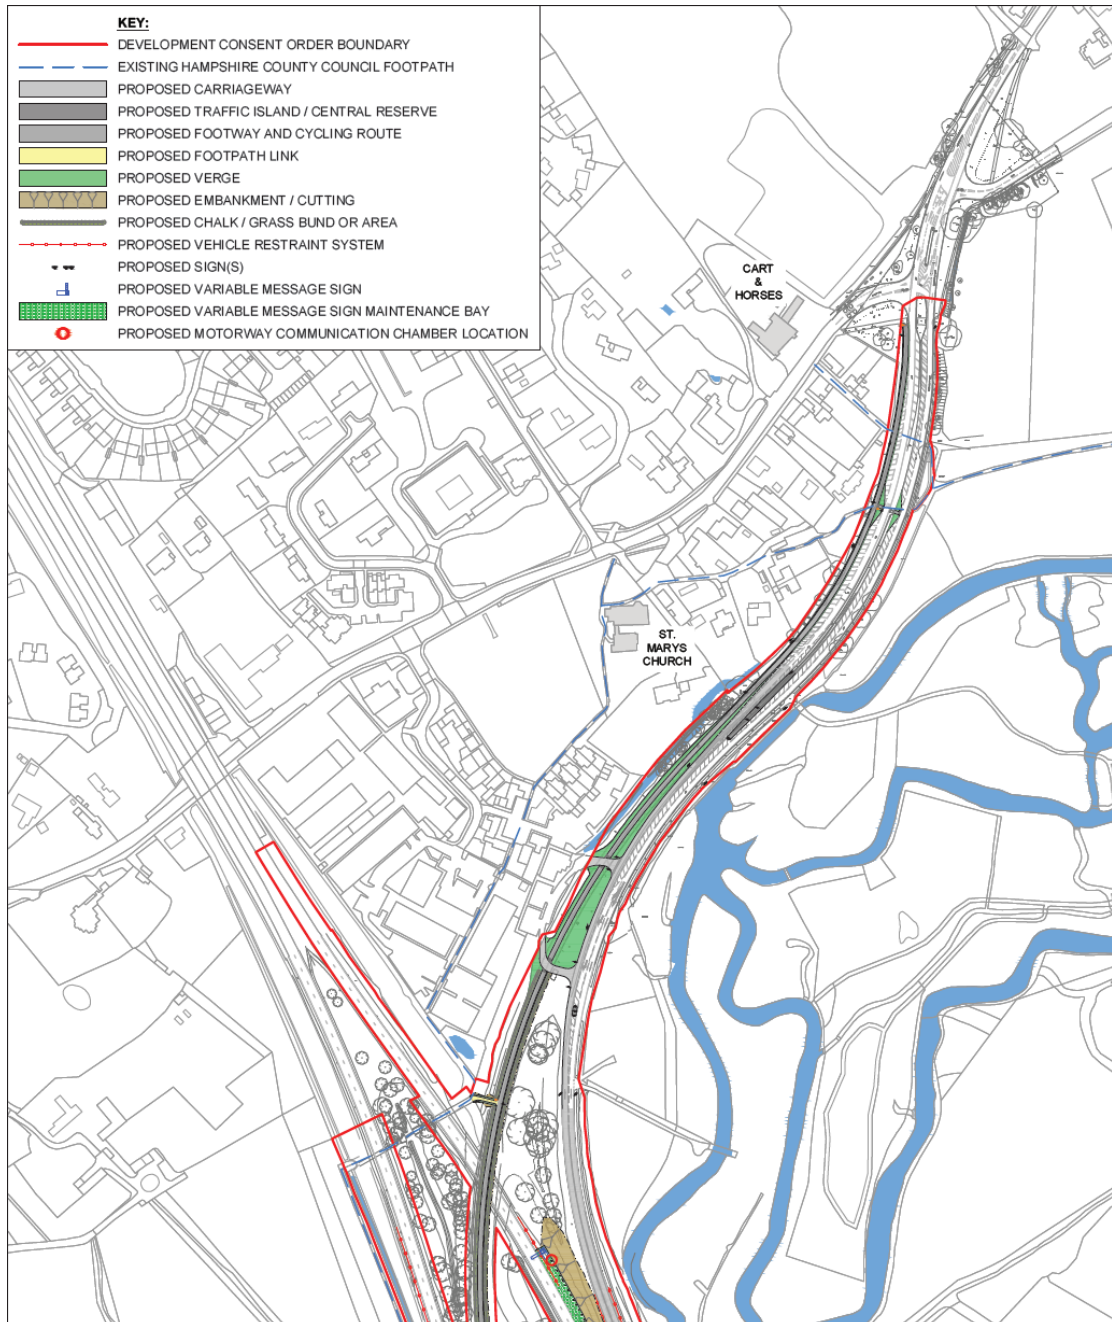 KEY:
DEVELOPMENT CONSENT ORDER BOUNDARY
EXISTING HAMPSHIRE COUNTY COUNCIL FOOTPATH
PROPOSED CARRIAGEWAY
PROPOSED TRAFFIC ISLAND / CENTRAL RESERVE
PROPOSED FOOTWAY AND CYCLING ROUTE
PROPOSED FOOTPATH LINK
PROPOSED VERGE
PROPOSED EMBANKMENT / CUTTING
PROPOSED CHALK / GRASS BUND OR AREA
PROPOSED VEHICLE RESTRAINT SYSTEM
PROPOSED SIGN(S)
PROPOSED VARIABLE MESSAGE SIGN
PROPOSED VARIABLE MESSAGE SIGN MAINTENANCE BAY
PROPOSED MOTORWAY COMMUNICATION CHAMBER LOCATION
CART
&
HORSES
ST.
MARYS
CHURCH